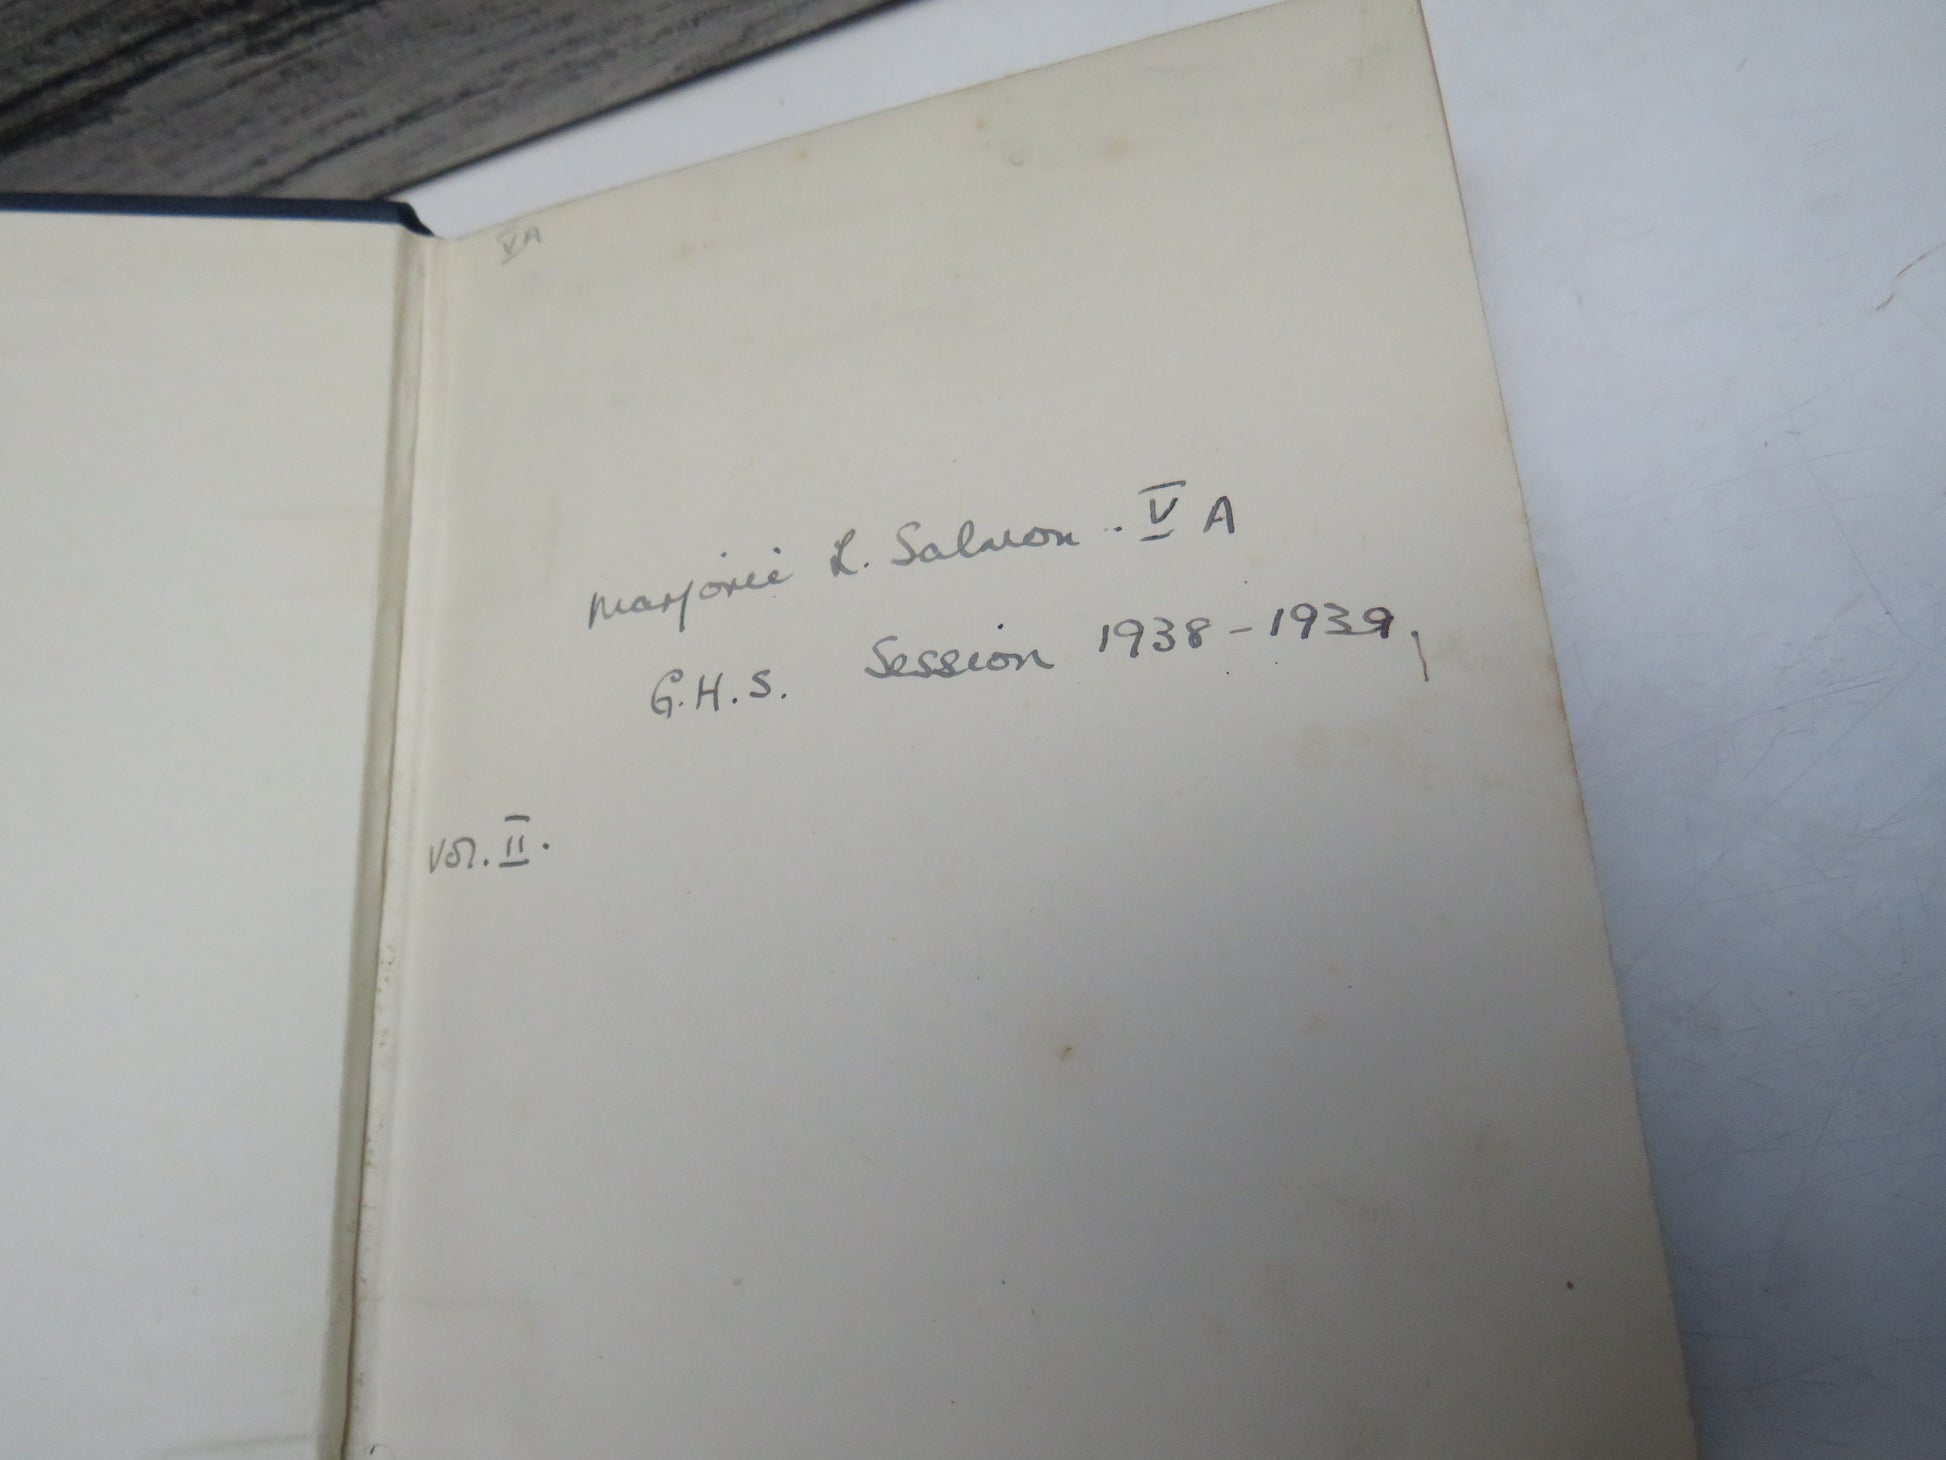 VA
Marjorie L. Salmon .. V A
G.H.S. Session 1938-1939
Vol. II.